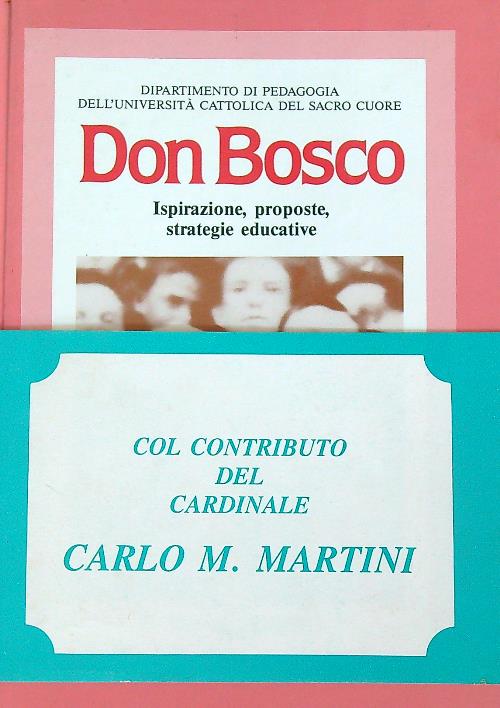 DIPARTIMENTO DI PEDAGOGIA
DELL'UNIVERSITÀ CATTOLICA DEL SACRO CUORE
Don Bosco
Ispirazione, proposte,
strategie educative
COL CONTRIBUTO
DEL
CARDINALE
CARLO M. MARTINI